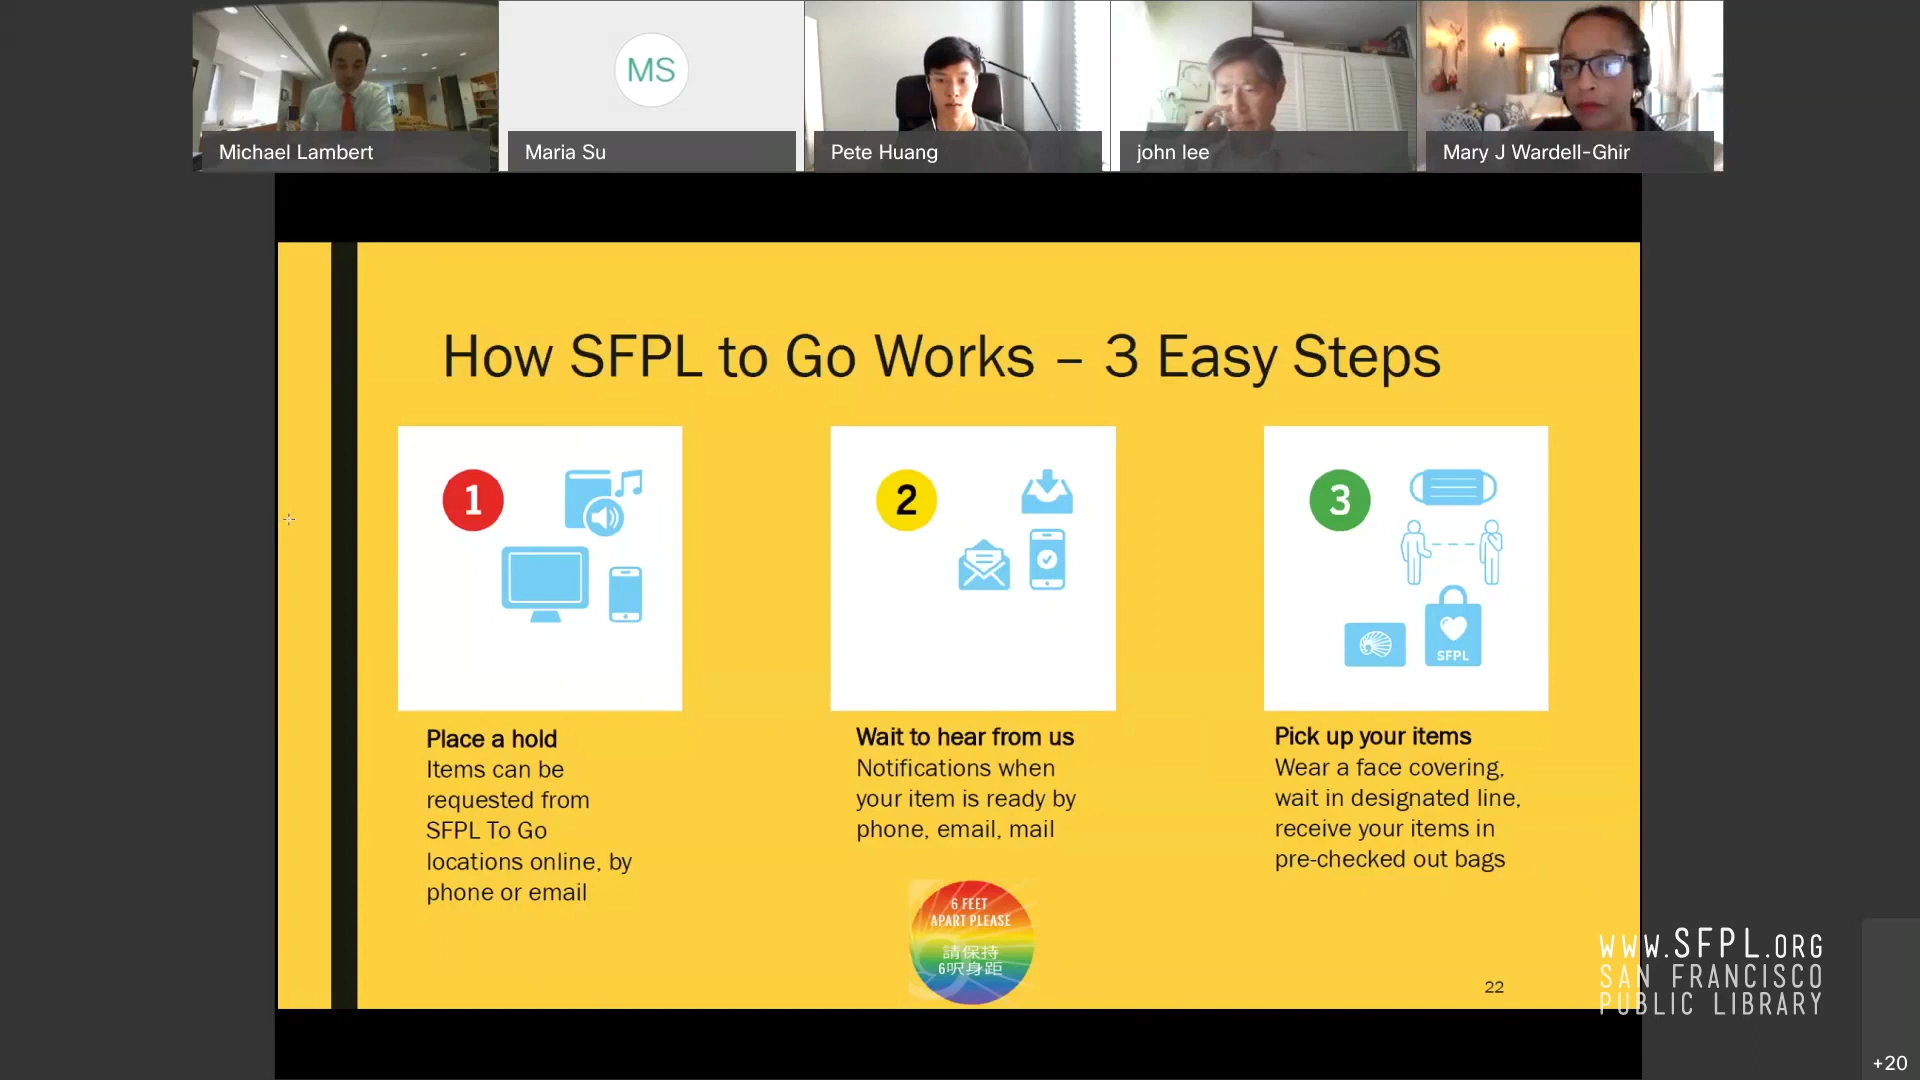 Michael Lambert
MS
Maria Su
Pete Huang
john lee
Mary J Wardell-Ghir
How SFPL to Go Works – 3 Easy Steps
1
2
3
SFPL
Place a hold
Items can be
requested from
SFPL To Go
locations online, by
phone or email
Wait to hear from us
Notifications when
your item is ready by
phone, email, mail
Pick up your items
Wear a face covering,
wait in designated line,
receive your items in
pre-checked out bags
6 FEET
APART PLEASE
請保持
6呎身距
22
WWW.SFPL.ORG
SAN FRANCISCO
PUBLIC LIBRARY
+20